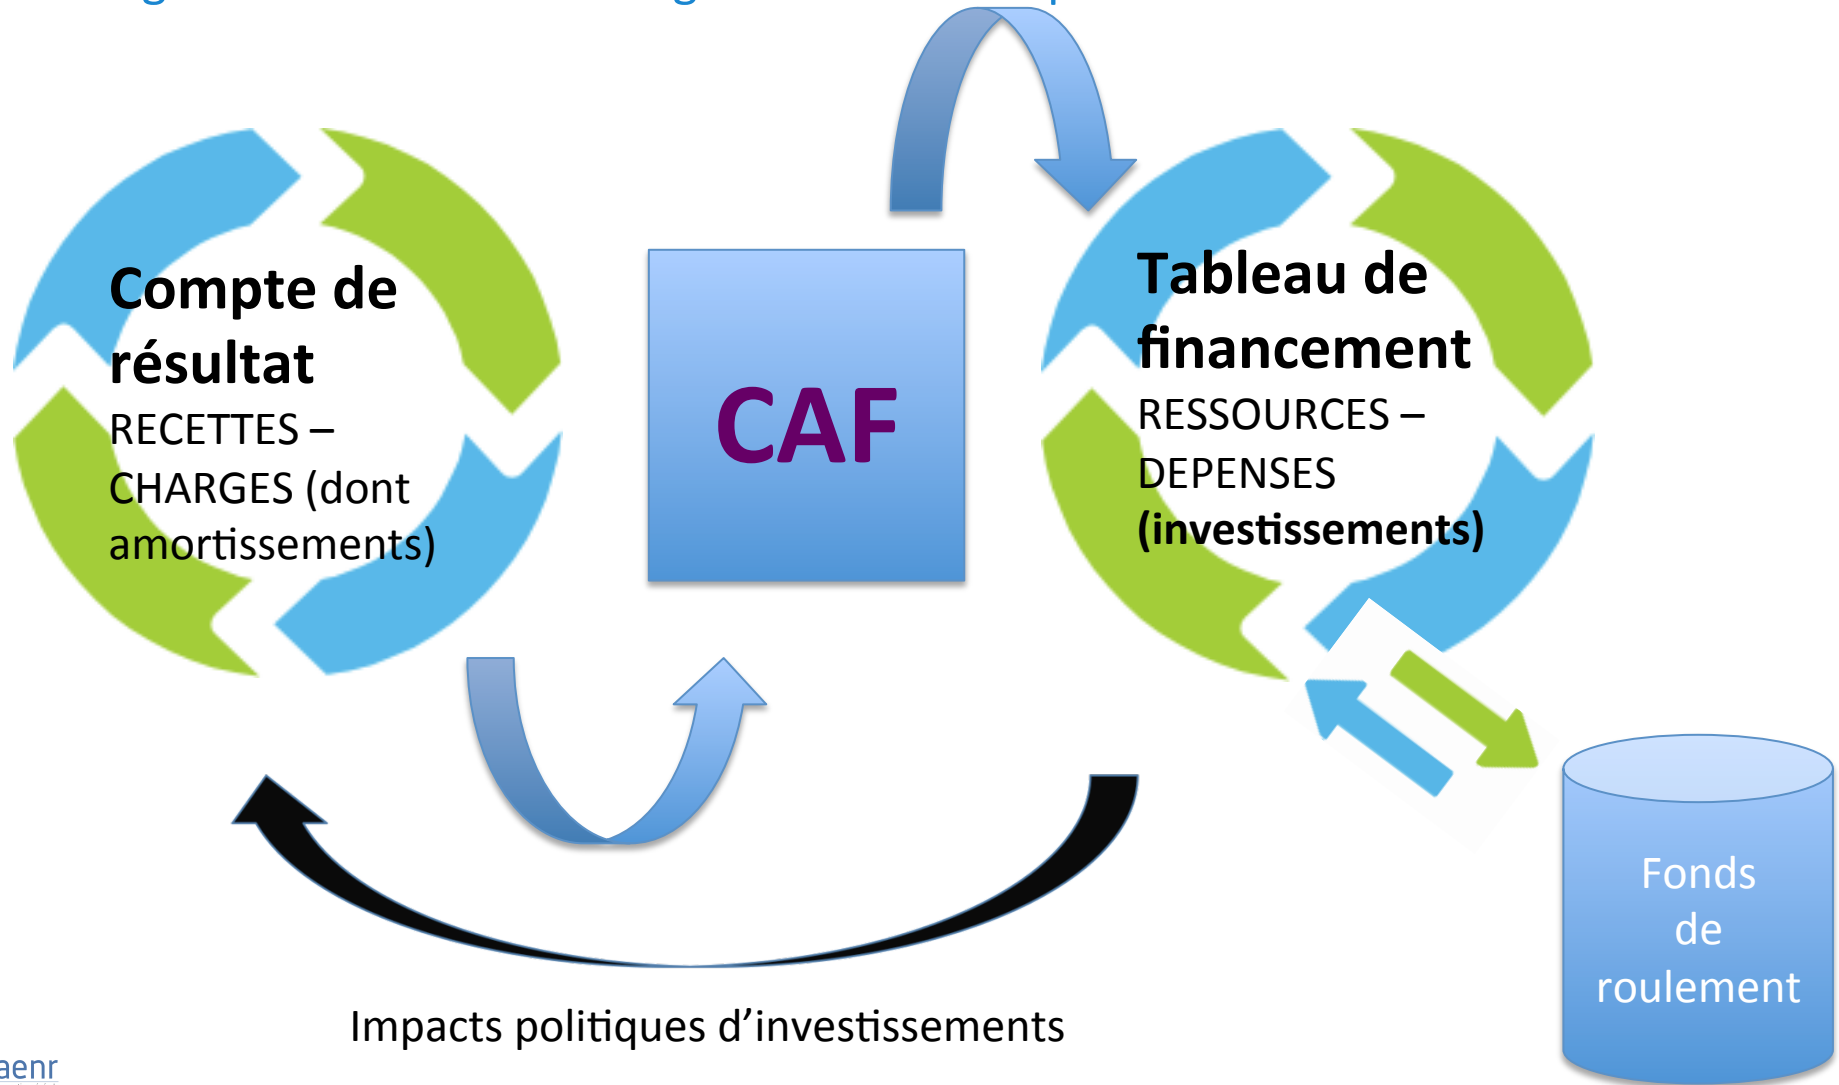 Compte de
résultat
RECETTES –
CHARGES (dont
amortissements)
CAF
Tableau de
financement
RESSOURCES –
DEPENSES
(investissements)
Fonds
de
roulement
Impacts politiques d’investissements
aenr